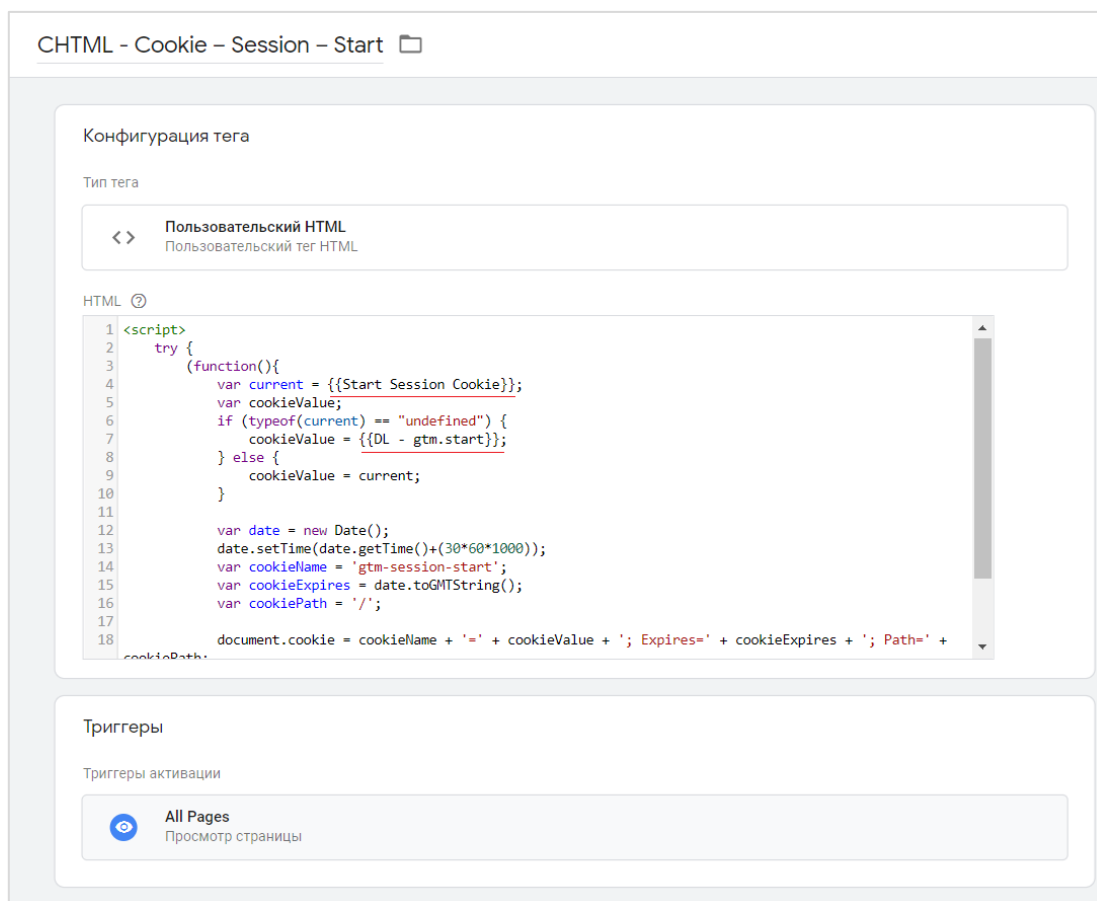 CHTML - Cookie – Session – Start
Конфигурация тега
Тип тега
Пользовательский HTML
Пользовательский тег HTML
HTML
1 <script>
2 try {
3 (function(){
4 var current = {{Start Session Cookie}};
5 var cookieValue;
6 if (typeof(current) == "undefined") {
7 cookieValue = {{DL - gtm.start}};
8 } else {
9 cookieValue = current;
10 }
11
12 var date = new Date();
13 date.setTime(date.getTime()+(30*60*1000));
14 var cookieName = 'gtm-session-start';
15 var cookieExpires = date.toGMTString();
16 var cookiePath = '/';
17
18 document.cookie = cookieName + '=' + cookieValue + '; Expires=' + cookieExpires + '; Path=' +
cookiePath;
Триггеры
Триггеры активации
All Pages
Просмотр страницы